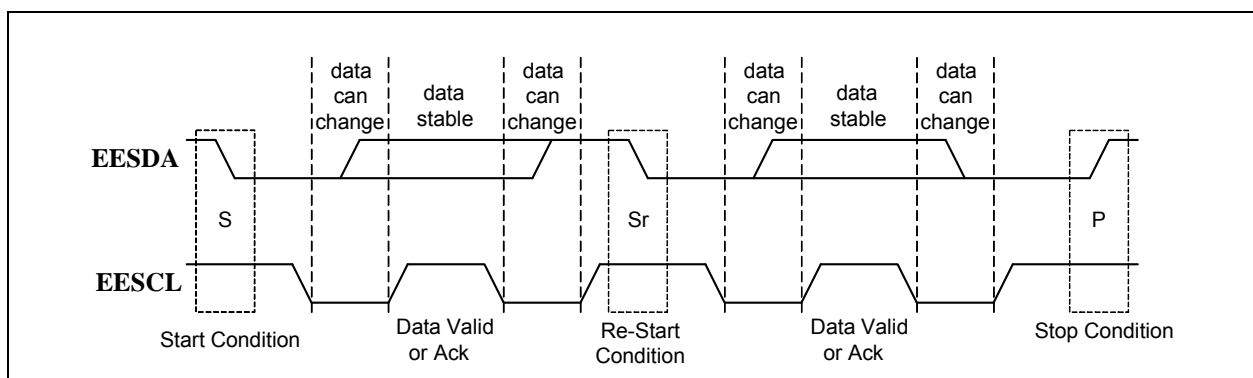 data
can
change
data
stable
data
can
change
data
can
change
data
stable
data
can
change
EESDA
S
Sr
P
EESCL
Start Condition
Data Valid
or Ack
Re-Start
Condition
Data Valid
or Ack
Stop Condition